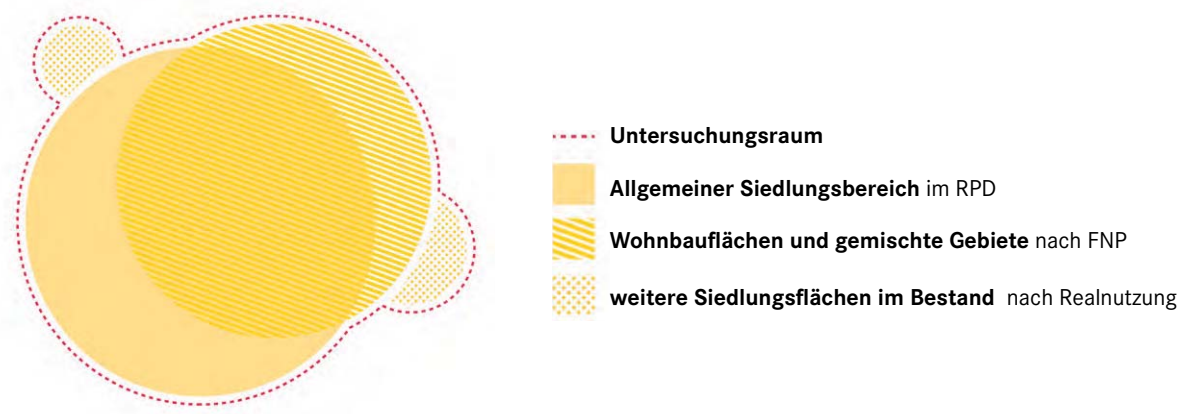 Untersuchungsraum
Allgemeiner Siedlungsbereich im RPD
Wohnbauflächen und gemischte Gebiete nach FNP
weitere Siedlungsflächen im Bestand nach Realnutzung